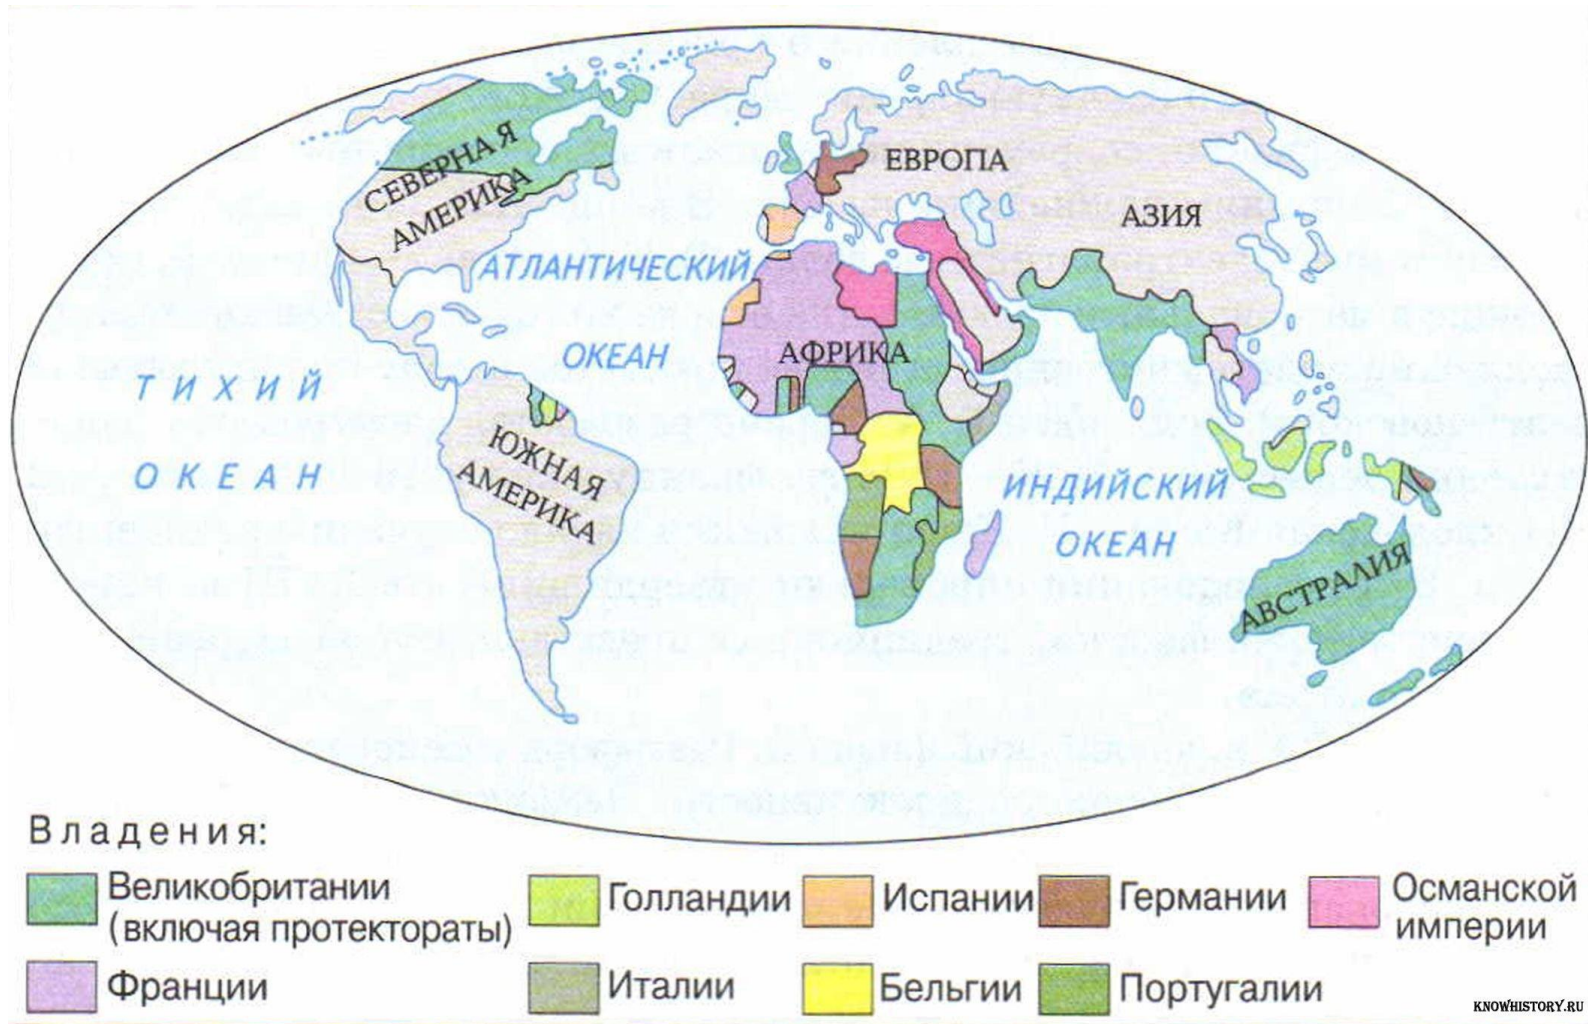 СЕВЕРНАЯ
АМЕРИКА
ЕВРОПА
АЗИЯ
АТЛАНТИЧЕСКИЙ
ОКЕАН
АФРИКА
ТИХИЙ
ОКЕАН
ЮЖНАЯ
АМЕРИКА
ИНДИЙСКИЙ
ОКЕАН
АВСТРАЛИЯ
Владения:
Великобритании
(включая протектораты)
Голландии
Испании
Германии
Османской
империи
Франции
Италии
Бельгии
Португалии
KNOWHISTORY.RU